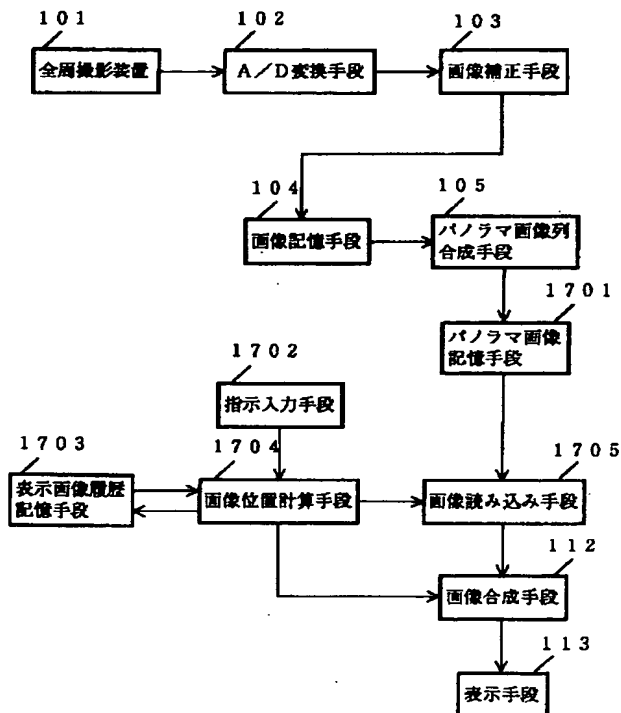 101
全周撮影装置
102
A/D変換手段
103
画像補正手段
104
画像記憶手段
105
パノラマ画像列
合成手段
1701
パノラマ画像
記憶手段
1702
指示入力手段
1703
表示画像履歴
記憶手段
1704
画像位置計算手段
1705
画像読み込み手段
112
画像合成手段
113
表示手段